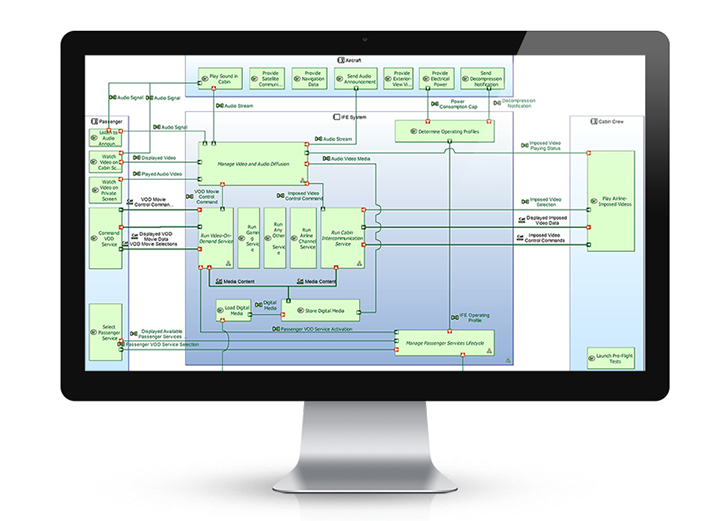 Aircraft
Play Sound in
Cabin
Provide
Satellite
Communi...
Provide
Navigation
Data
Send Audio
Announcement
Provide
Exterior-
View Vi...
Provide
Electrical
Power
Send
Decompression
Notification
Audio Signal
Audio Signal
Audio Stream
Power
Consumption Cap
Decompression
Notification
Passenger
IFE System
Cabin Crew
Audio
Announ...
Audio Signal
Audio Stream
Determine Operating Profiles
Watch
Video on
Cabin Sc...
Displayed Video
Manage Video and Audio Diffusion
Audio Video Media
Imposed Video
Playing Status
Watch
Video on
Private
Screen
Played Audio Video
VOD Movie
Control Comman...
VOD Movie
Control
Command
Imposed Video
Control Command
Imposed Video
Selection
Play Airline-
Imposed Videos
Command
VOD Service
Displayed VOD
Movie Data
VOD Movie Selections
Run Video-On-
Demand Service
Run
Gamin
g
Service
Run
Any
Other
Service
Run
Airline
Channel
Service
Run Cabin
Intercommunication
Service
Displayed Imposed
Video Data
Imposed Video
Control Commands
Media Content
Media Content
Load Digital
Media
Digital
Media
Store Digital Media
IFE Operating
Profile
Select
Passenger
Service
Displayed Available
Passenger Services
Passenger VOD Service Activation
Passenger VOD Service Selection
Manage Passenger Services Lifecycle
Launch Pre-Flight
Tests